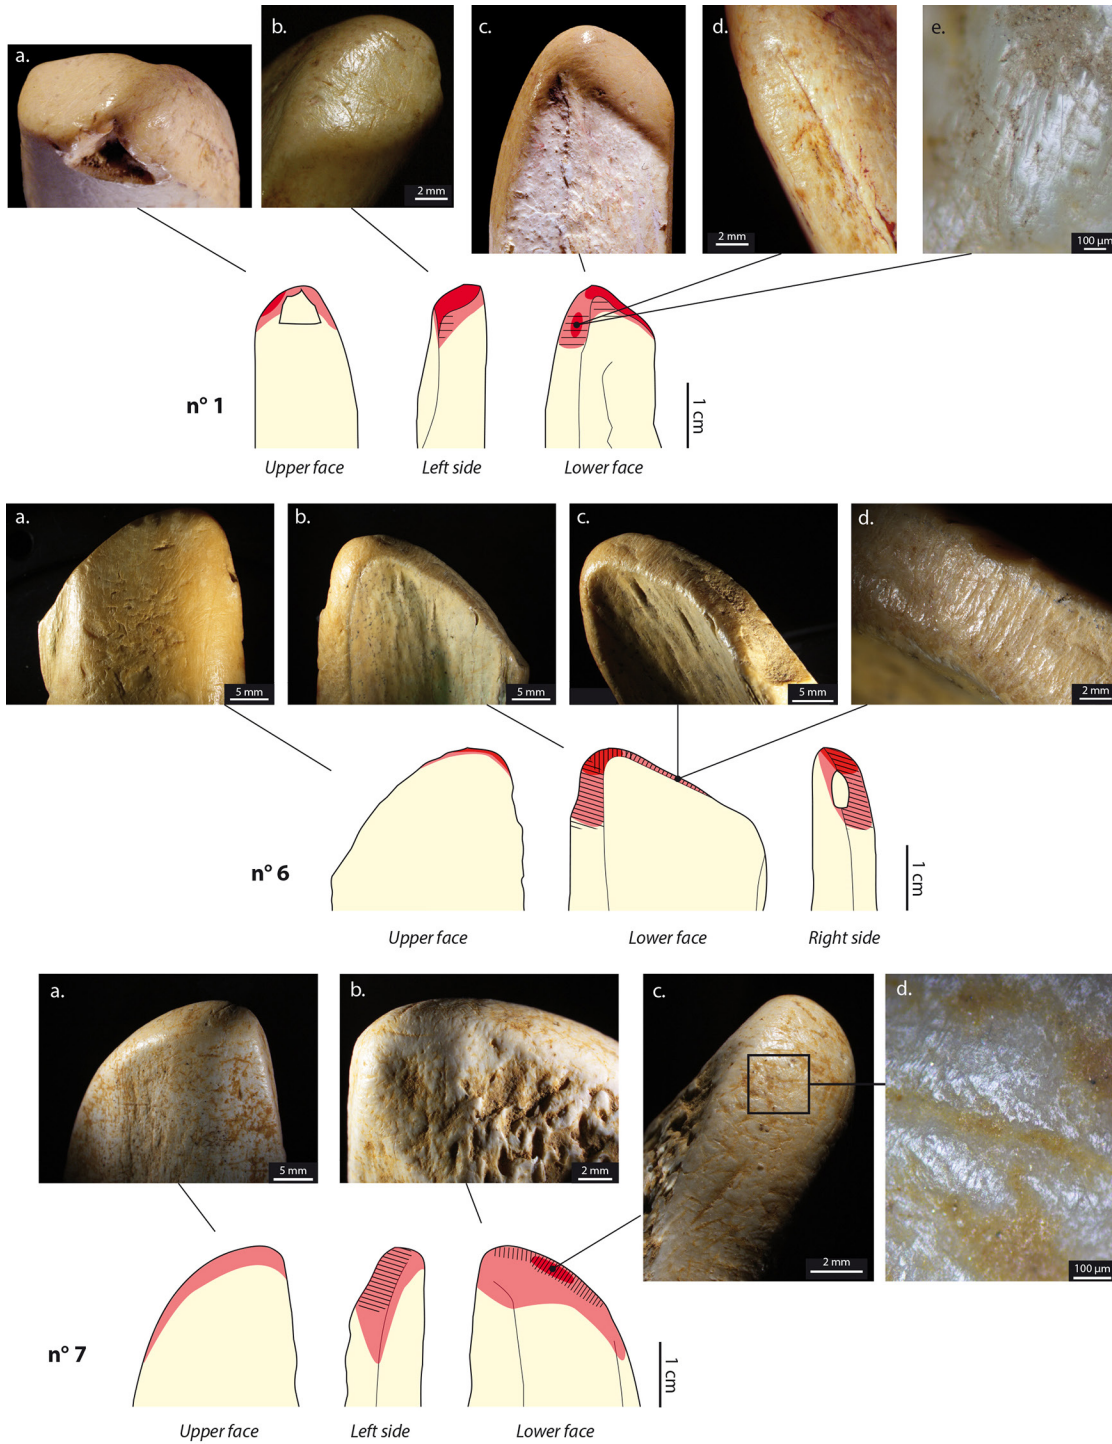 a.
b.
c.
d.
e.
2 mm
2 mm
100 µm
n° 1
1 cm
Upper face
Left side
Lower face
a.
b.
c.
d.
5 mm
5 mm
5 mm
2 mm
n° 6
1 cm
Upper face
Lower face
Right side
a.
b.
c.
d.
5 mm
2 mm
2 mm
100 µm
n° 7
1 cm
Upper face
Left side
Lower face